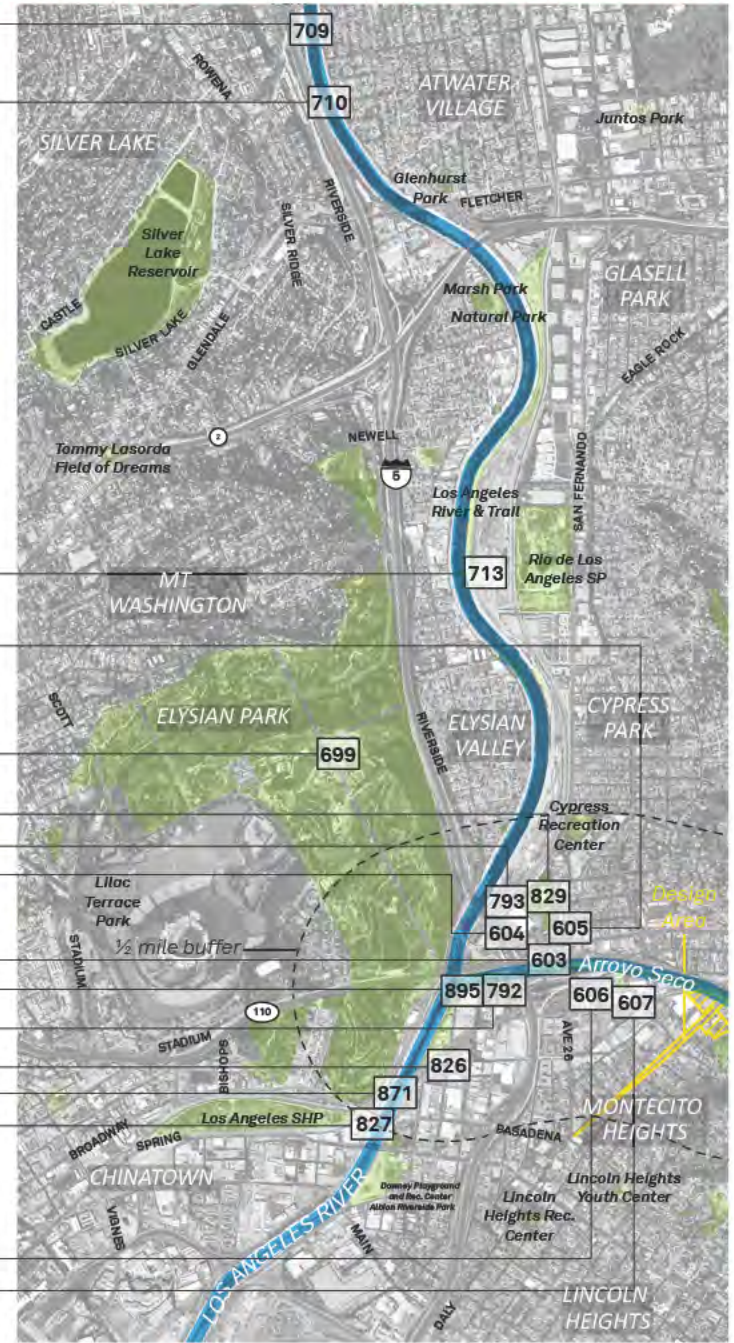 709
ROWENA
710
ATWATER
VILLAGE
Juntos Park
SILVER LAKE
Glenhurst
Park
FLETCHER
RIVERSIDE
SILVER RIDGE
Silver
Lake
Reservoir
GLASELL
PARK
Marsh Park
Natural Park
CASTLE
SILVER LAKE
GLENDALE
EAGLE ROCK
2
NEWELL
Tommy Lasorda
Field of Dreams
5
SAN FERNANDO
Los Angeles
River & Trail
713
Rio de Los
Angeles SP
MT
WASHINGTON
SCOTT
ELYSIAN PARK
RIVERSIDE
ELYSIAN
VALLEY
CYPRESS
PARK
699
Cypress
Recreation
Center
Lilac
Terrace
Park
793
829
Design
Area
604
605
STADIUM
½ mile buffer
603
Arroyo Seco
895
792
606
607
110
STADIUM
BISHOPS
AVE 26
826
871
827
Los Angeles SHP
MONTECITO
HEIGHTS
BROADWAY
SPRING
PASADENA
CHINATOWN
Downey Playground
and Rec. Center
Albion Riverside Park
Lincoln
Heights Rec.
Center
Lincoln Heights
Youth Center
VIGNES
LOS ANGELES RIVER
MAIN
DALY
LINCOLN
HEIGHTS